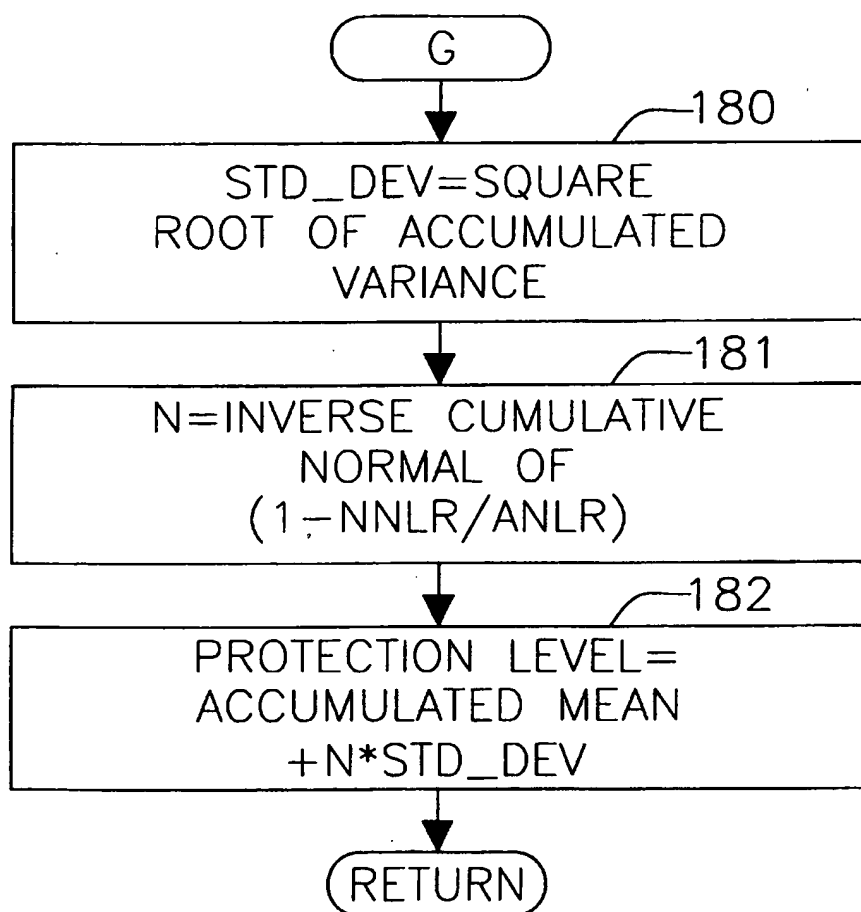 G
180
STD_DEV=SQUARE
ROOT OF ACCUMULATED
VARIANCE
181
N=INVERSE CUMULATIVE
NORMAL OF
(1-NNLR/ANLR)
182
PROTECTION LEVEL=
ACCUMULATED MEAN
+N*STD_DEV
RETURN